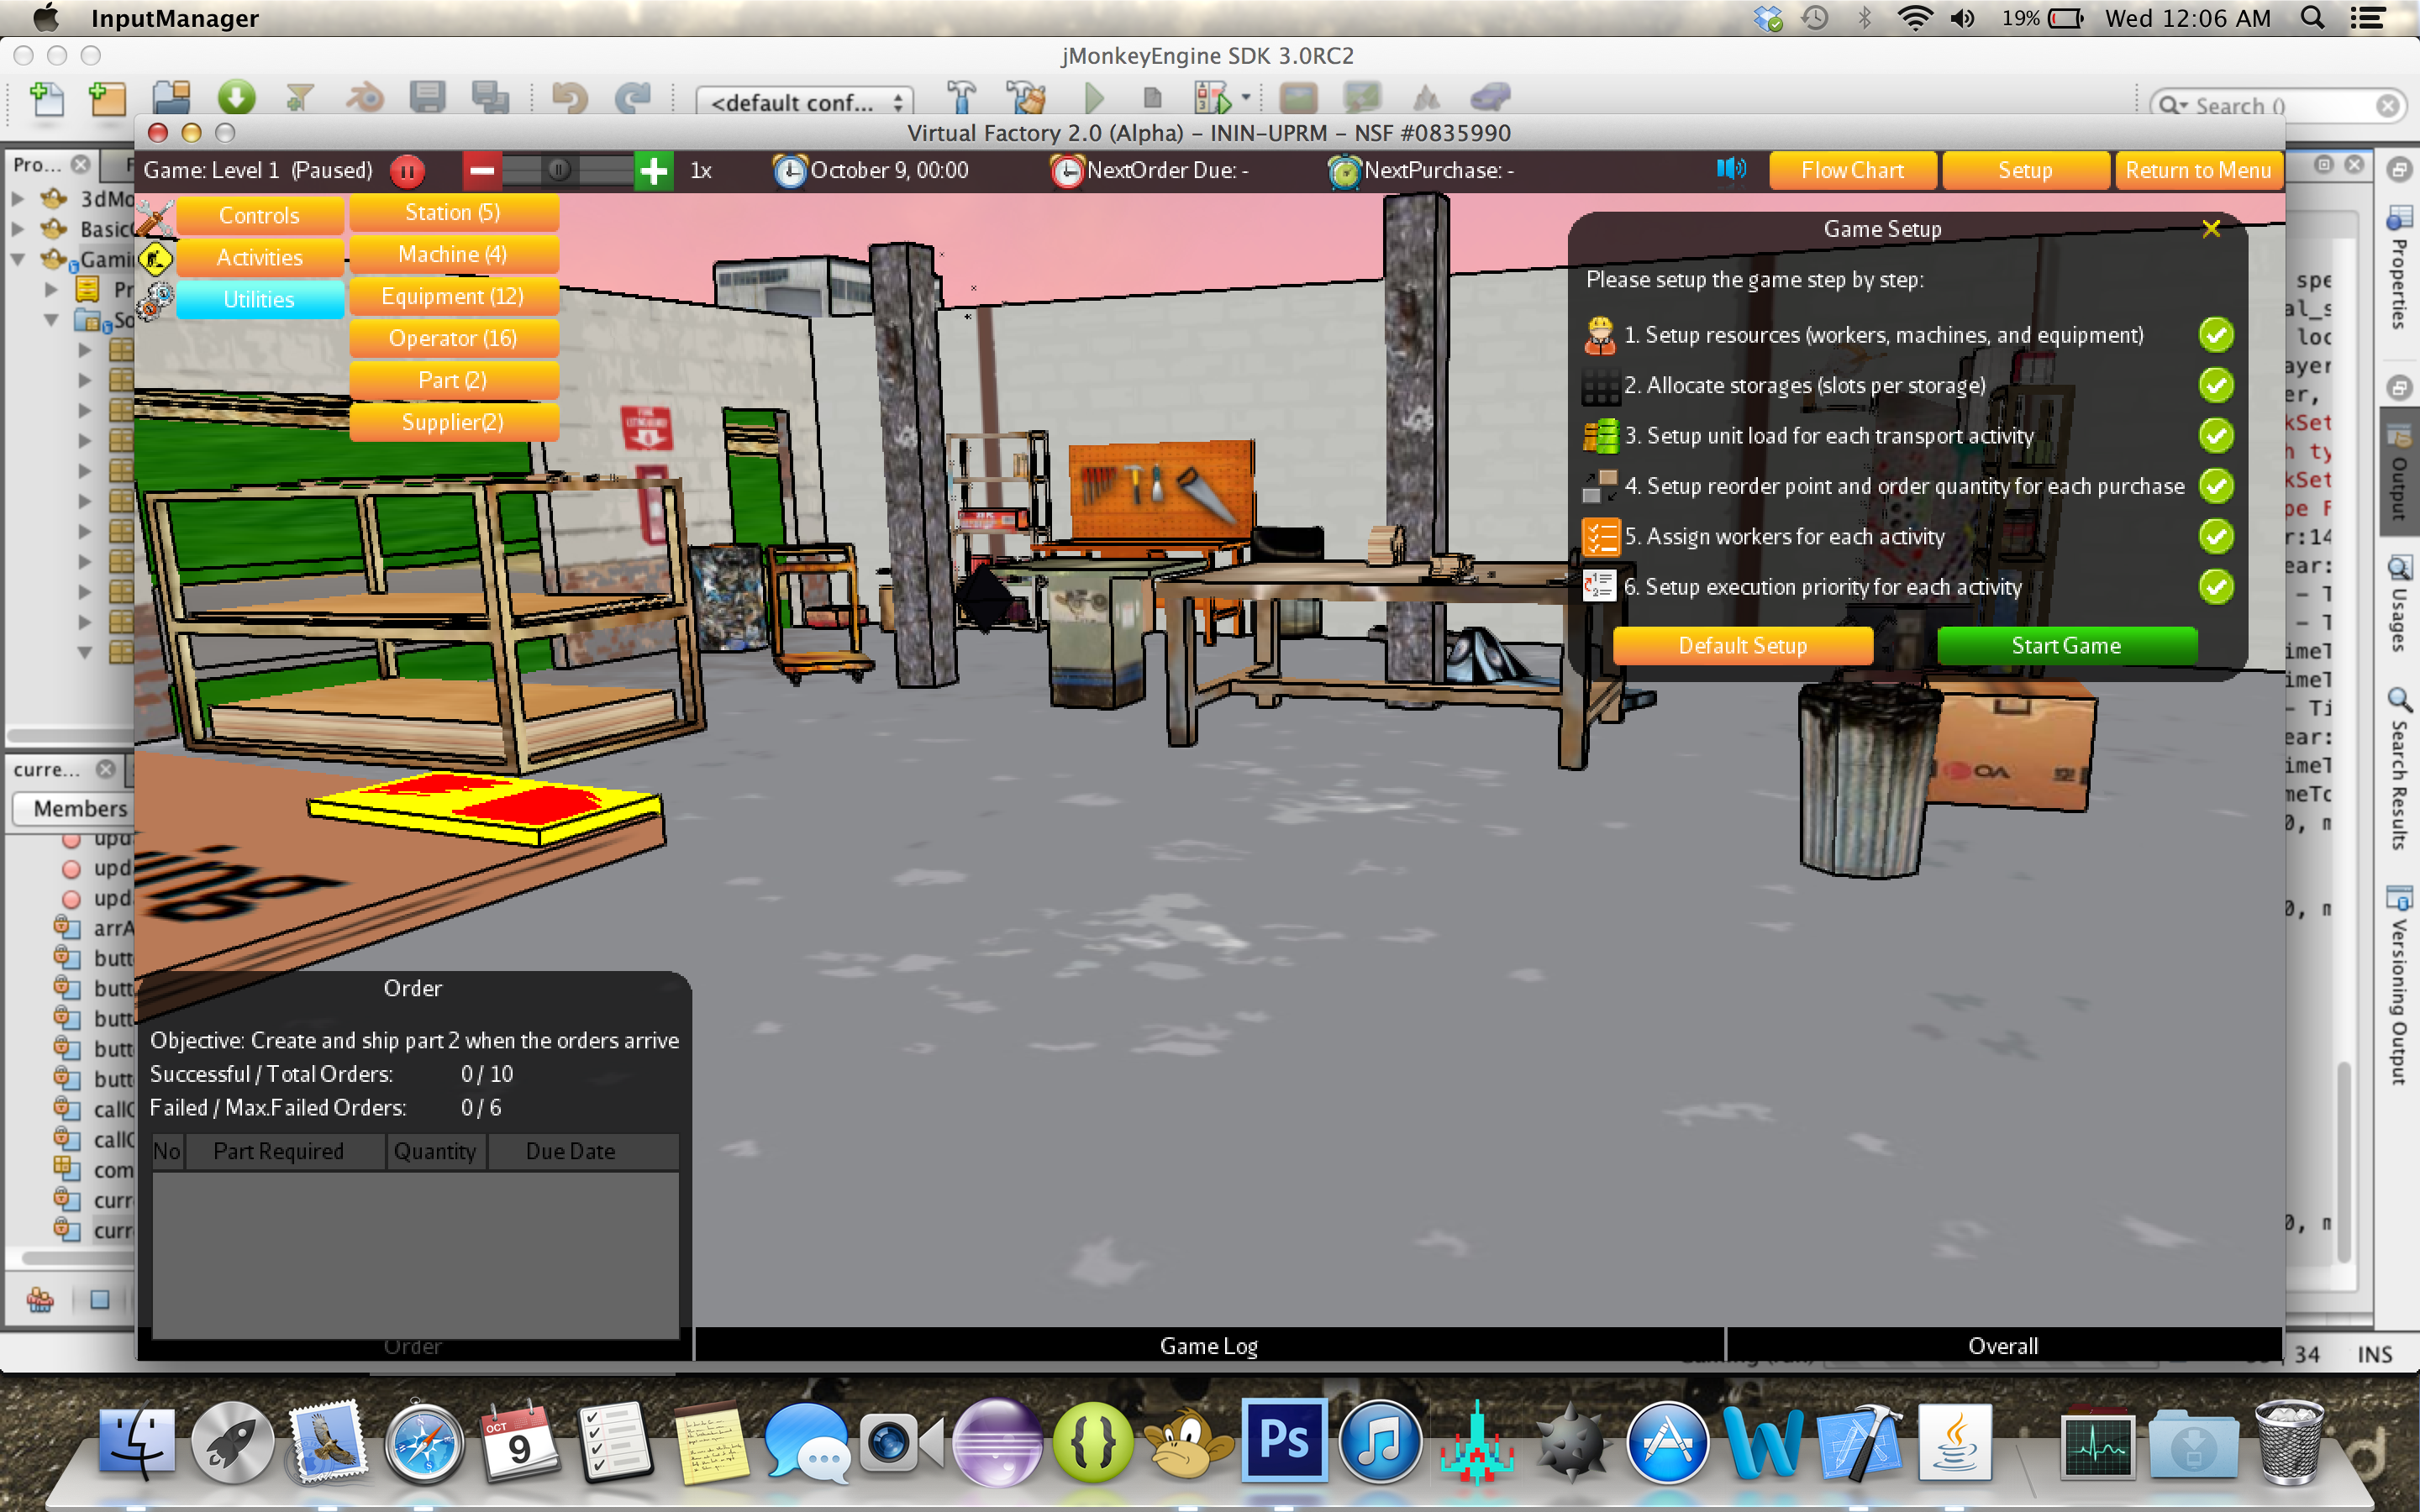 InputManager
19%
Wed 12:06 AM
jMonkeyEngine SDK 3.0RC2
<default conf...
Search ()
Virtual Factory 2.0 (Alpha) – ININ-UPRM – NSF #0835990
Game: Level 1 (Paused)
1x
October 9, 00:00
NextOrder Due: -
NextPurchase: -
Flow Chart
Setup
Return to Menu
Pro...
3dMo
Basic
Gami
Pr
So
Controls
Activities
Utilities
Station (5)
Machine (4)
Equipment (12)
Operator (16)
Part (2)
Supplier(2)
Game Setup
Please setup the game step by step:
1. Setup resources (workers, machines, and equipment)
2. Allocate storages (slots per storage)
3. Setup unit load for each transport activity
4. Setup reorder point and order quantity for each purchase
5. Assign workers for each activity
6. Setup execution priority for each activity
Default Setup
Start Game
Properties
Output
Usages
Search Results
Versioning Output
curre...
Members
upd
upd
upd
arrA
butt
butt
butt
butt
butt
call
call
com
curr
curr
Order
Objective: Create and ship part 2 when the orders arrive
Successful / Total Orders: 0 / 10
Failed / Max.Failed Orders: 0 / 6
No Part Required Quantity Due Date
Order
Game Log
Overall
34
INS
OCT
9
Ps